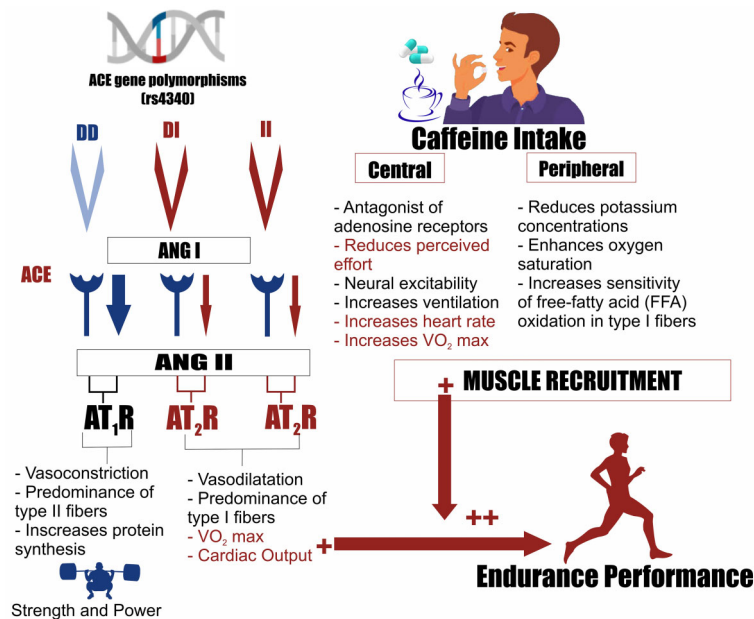 ACE gene polymorphisms
(rs4340)
DD
DI
II
ANG I
ACE
ANG II
AT1R
AT2R
AT2R
- Vasoconstriction
- Predominance of
type II fibers
- Inscreases protein
synthesis
Strength and Power
- Vasodilatation
- Predominance of
type I fibers
- VO2 max
- Cardiac Output
+
Caffeine Intake
Central
- Antagonist of
adenosine receptors
- Reduces perceived
effort
- Neural excitability
- Increases ventilation
- Increases heart rate
- Increases VO2 max
Peripheral
- Reduces potassium
concentrations
- Enhances oxygen
saturation
- Increases sensitivity
of free-fatty acid (FFA)
oxidation in type I fibers
+ MUSCLE RECRUITMENT
++
Endurance Performance